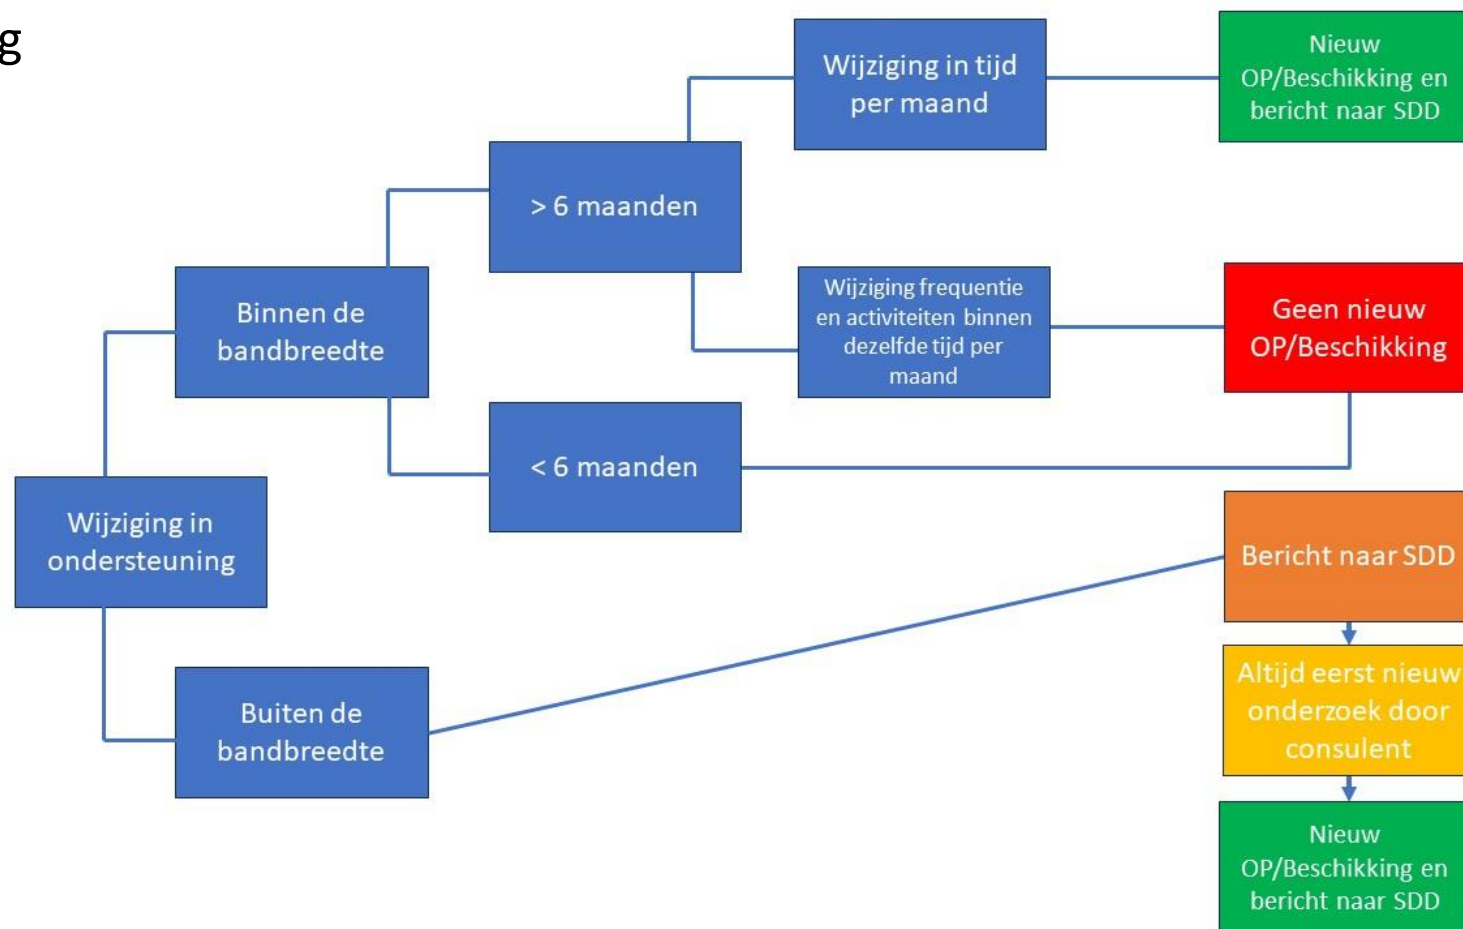 g
Wijziging in tijd
per maand
Nieuw
OP/Beschikking en
bericht naar SDD
> 6 maanden
Binnen de
bandbreedte
Wijziging frequentie
en activiteiten binnen
dezelfde tijd per
maand
Geen nieuw
OP/Beschikking
< 6 maanden
Wijziging in
ondersteuning
Bericht naar SDD
Buiten de
bandbreedte
Altijd eerst nieuw
onderzoek door
consulent
Nieuw
OP/Beschikking en
bericht naar SDD